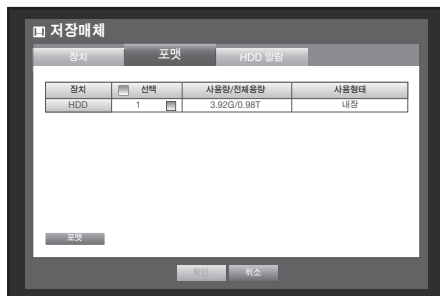 저장매체
장치 포맷 HDD 알람
장치 선택 사용량/전체용량 사용형태
HDD 1 3.92G/0.98T 내장
포맷
확인 취소